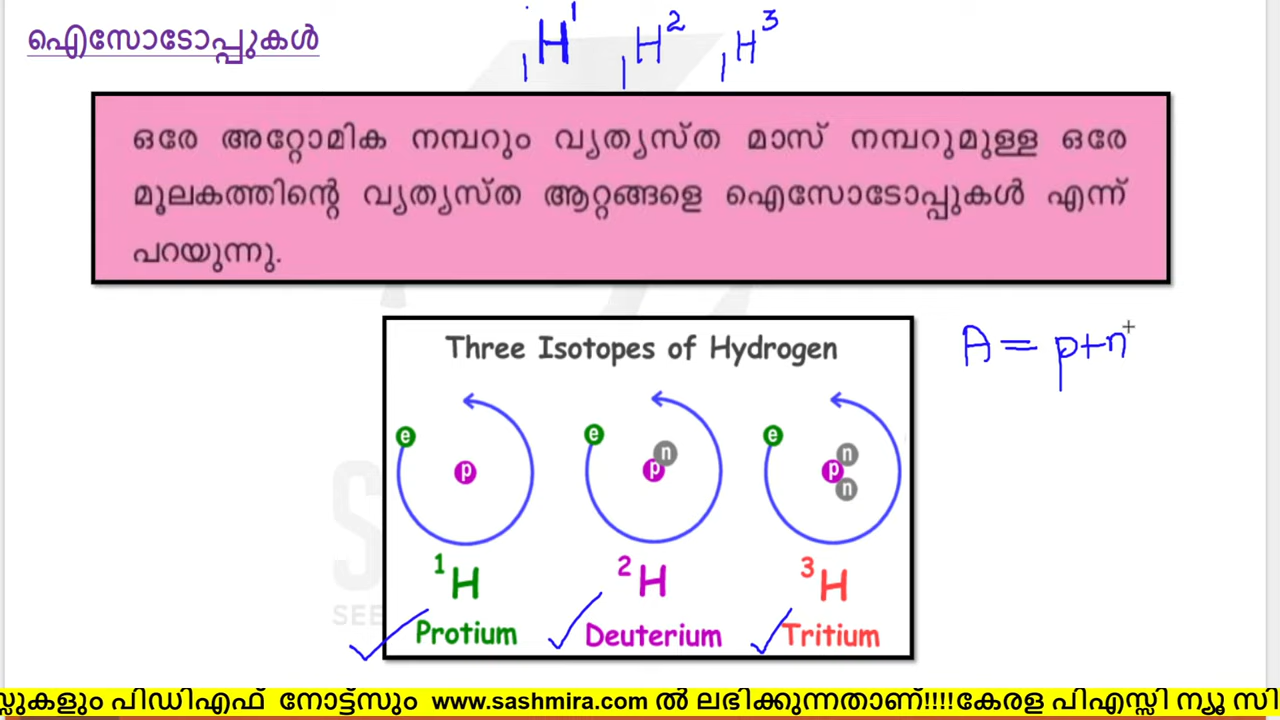 ഐസോടോപ്പുകൾ
₁H¹ ₁H² ₁H³
ഒരേ അറ്റോമിക നമ്പറും വ്യത്യസ്ത മാസ് നമ്പറുമുള്ള ഒരേ
മൂലകത്തിന്റെ വ്യത്യസ്ത ആറ്റങ്ങളെ ഐസോടോപ്പുകൾ എന്ന്
പറയുന്നു.
Three Isotopes of Hydrogen
A = p+n
e e e
n n
p p p
n
¹H ²H ³H
Protium Deuterium Tritium
പിഡിഎഫ് നോട്ട്സും www.sashmira.com ൽ ലഭിക്കുന്നതാണ്!!!!കേരള പിഎസ്സി ന്യൂ